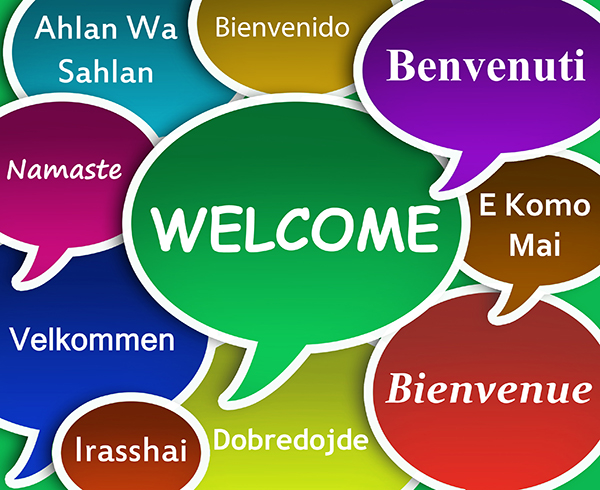 Ahlan Wa
Sahlan
Bienvenido
Benvenuti
Namaste
WELCOME
E Komo
Mai
Velkommen
Bienvenue
Irasshai
Dobredojde